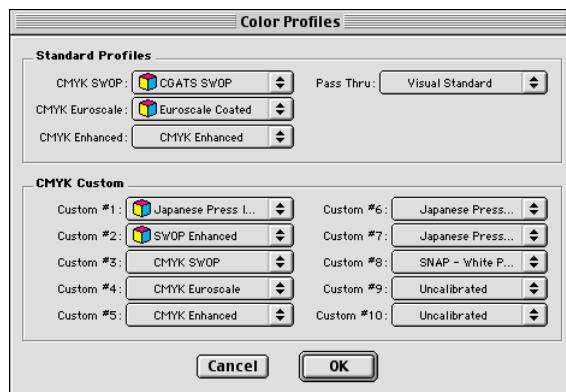 Color Profiles
Standard Profiles
CMYK SWOP: CGATS SWOP
Pass Thru: Visual Standard
CMYK Euroscale: Euroscale Coated
CMYK Enhanced: CMYK Enhanced
CMYK Custom
Custom #1: Japanese Press I...
Custom #6: Japanese Press...
Custom #2: SWOP Enhanced
Custom #7: Japanese Press...
Custom #3: CMYK SWOP
Custom #8: SNAP - White P...
Custom #4: CMYK Euroscale
Custom #9: Uncalibrated
Custom #5: CMYK Enhanced
Custom #10: Uncalibrated
Cancel
OK